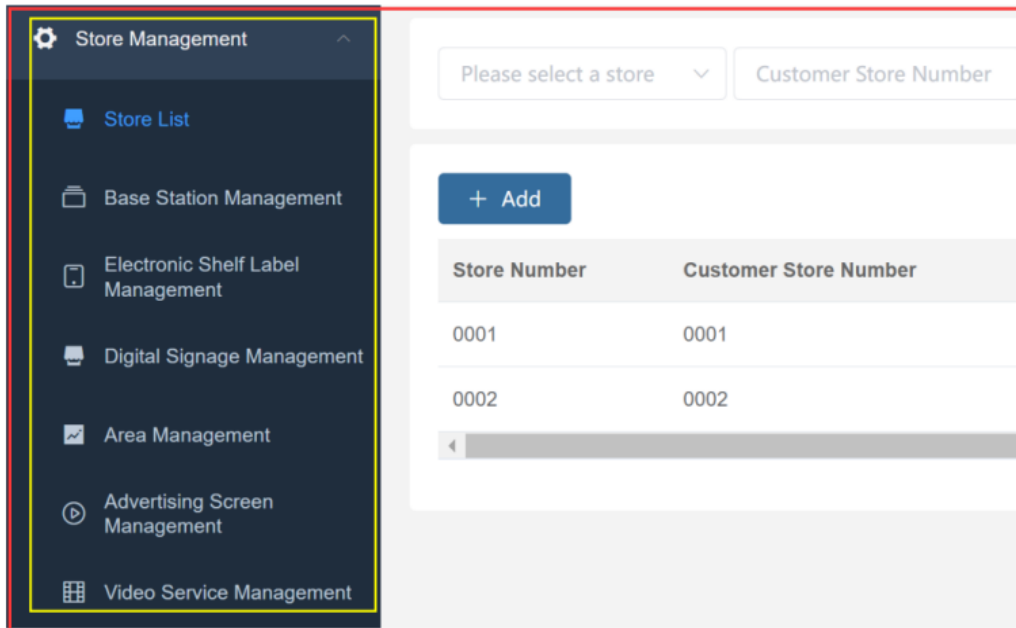 Store Management
Store List
Base Station Management
Electronic Shelf Label
Management
Digital Signage Management
Area Management
Advertising Screen
Management
Video Service Management
Please select a store
Customer Store Number
+ Add
Store Number Customer Store Number
0001 0001
0002 0002